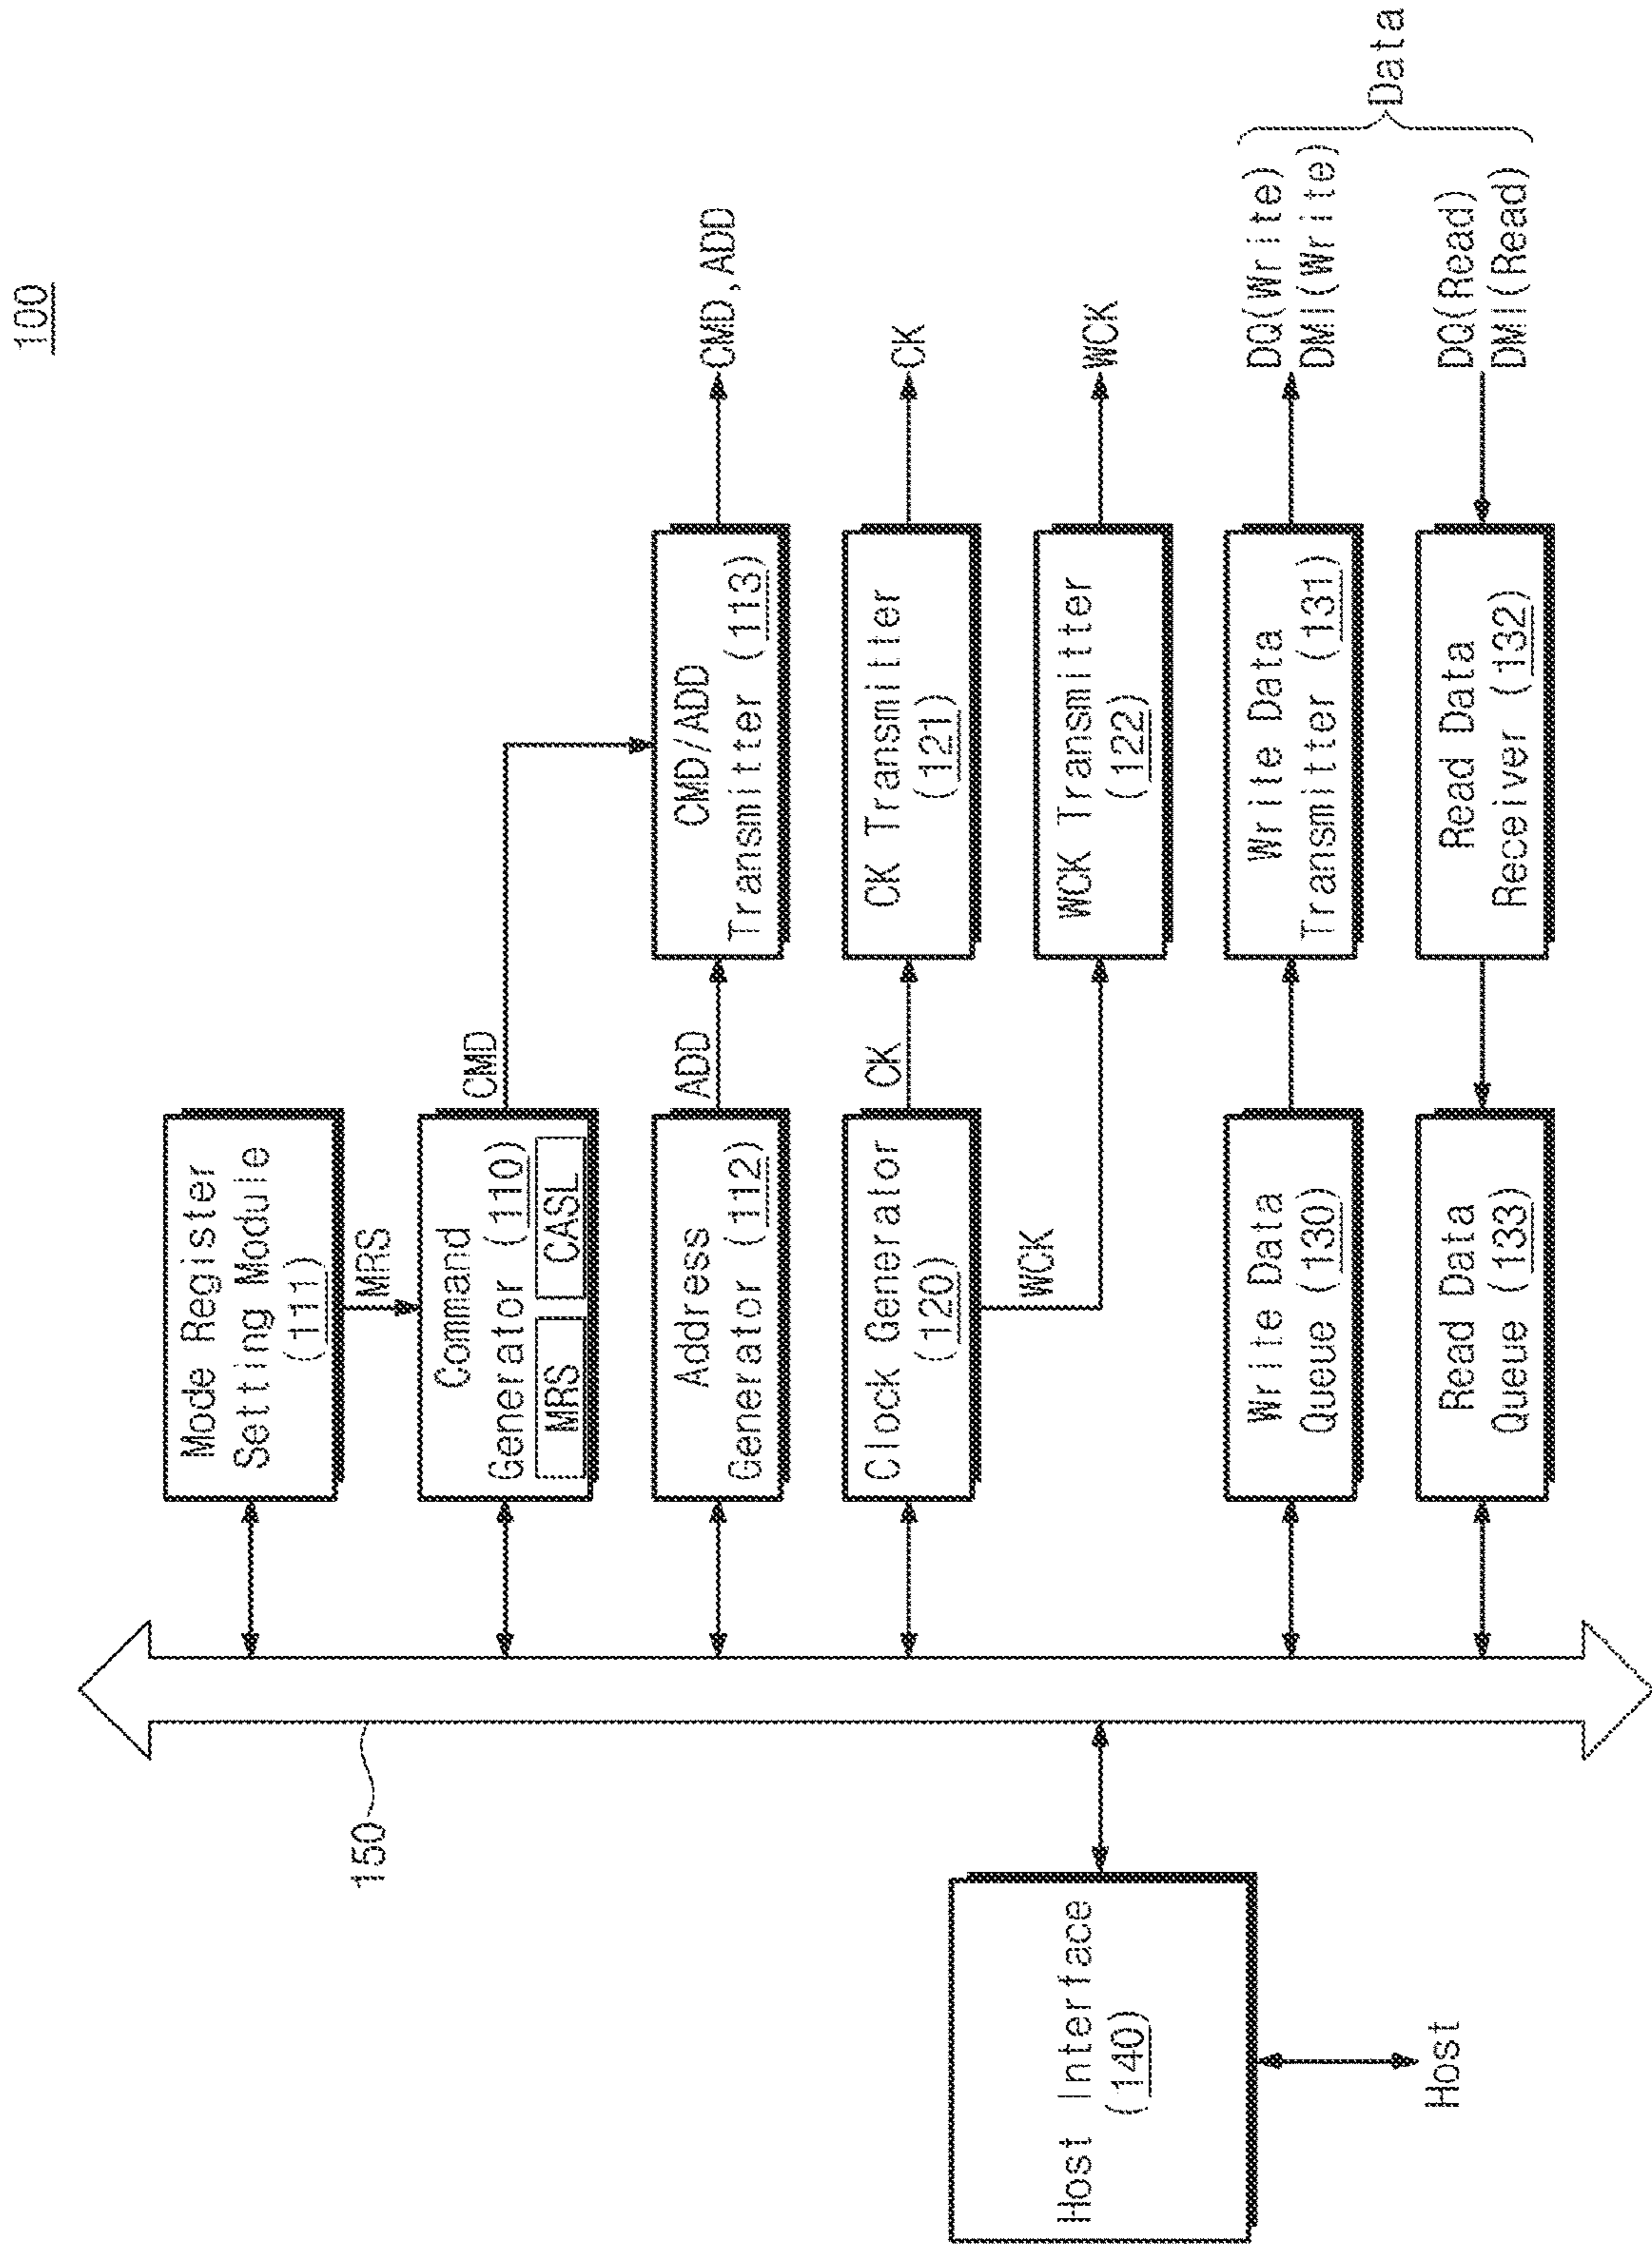 100
Mode Register
Setting Module
(111)
MRS
Command
Generator (110)
MRS
CASL
CMD
Address
Generator (112)
ADD
CMD/ADD
Transmitter (113)
CMD, ADD
Clock Generator
(120)
CK
CK Transmitter
(121)
CK
WCK
WCK Transmitter
(122)
WCK
Write Data
Queue (130)
Write Data
Transmitter (131)
DQ(Write)
DMI(Write)
Data
Read Data
Queue (133)
Read Data
Receiver (132)
DQ(Read)
DMI(Read)
150
Host Interface
(140)
Host